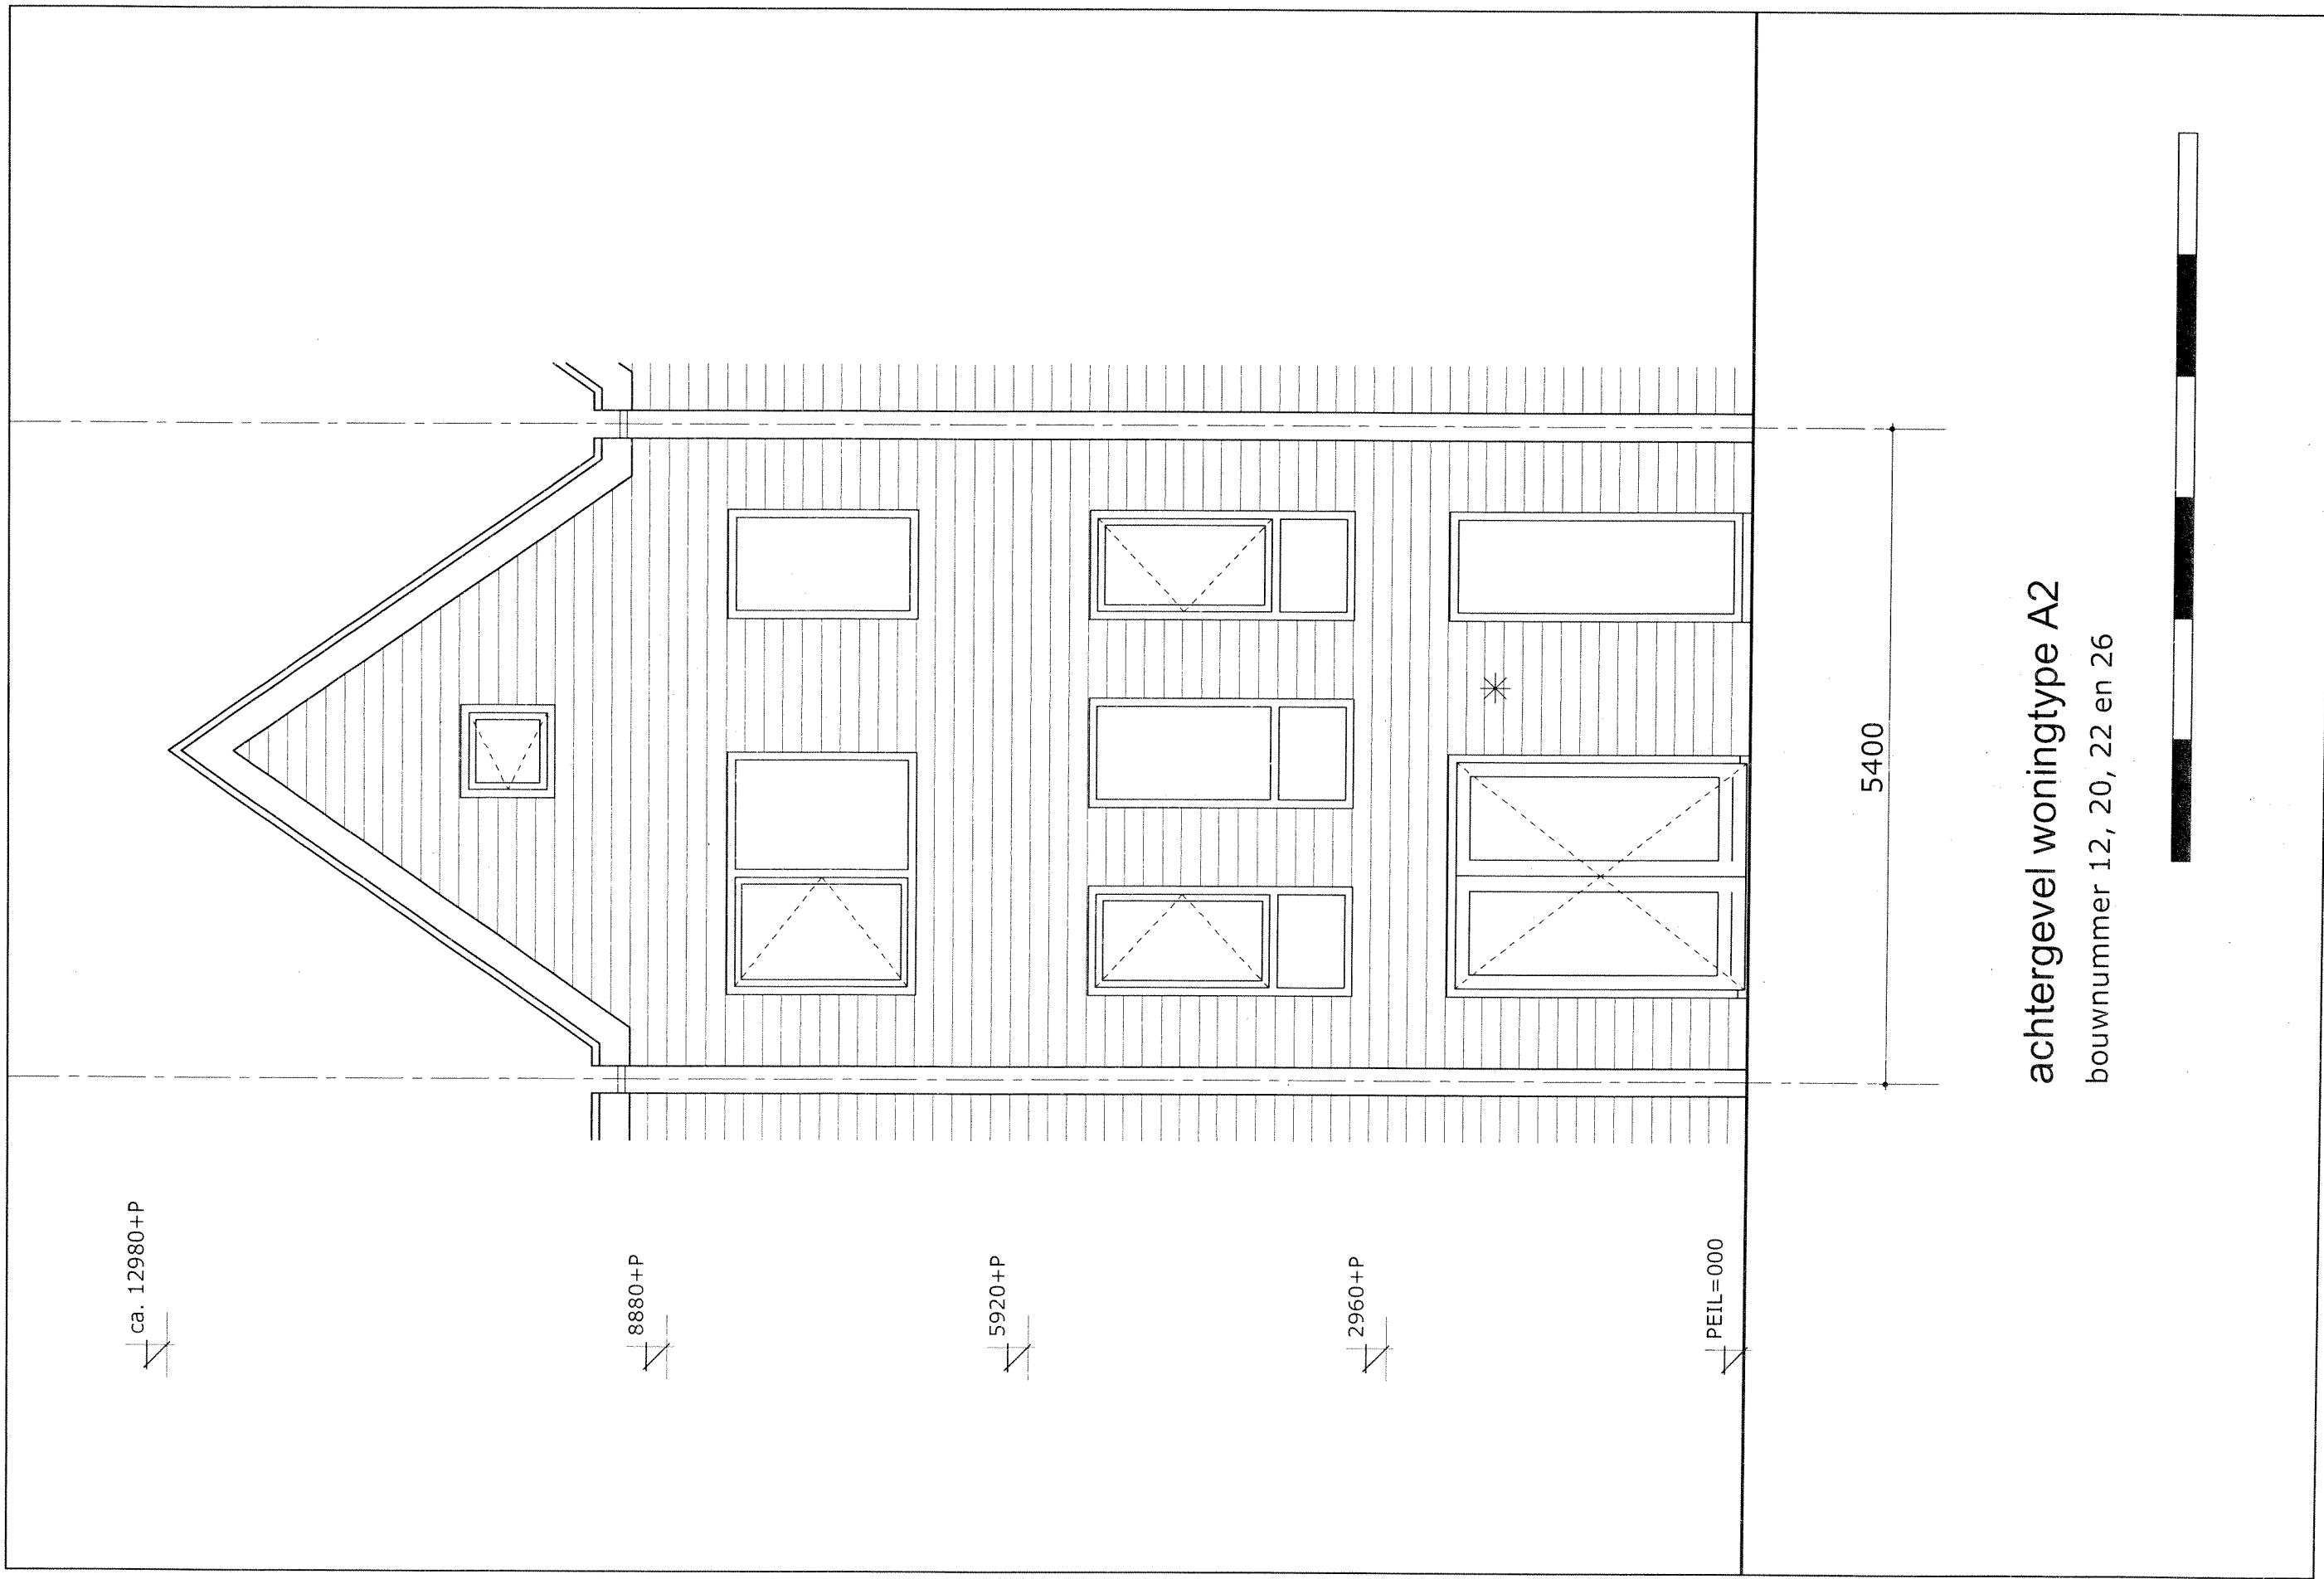 ca. 12980+P
8880+P
5920+P
2960+P
PEIL=000
5400
achtergevel woningtype A2
bouwnummer 12, 20, 22 en 26